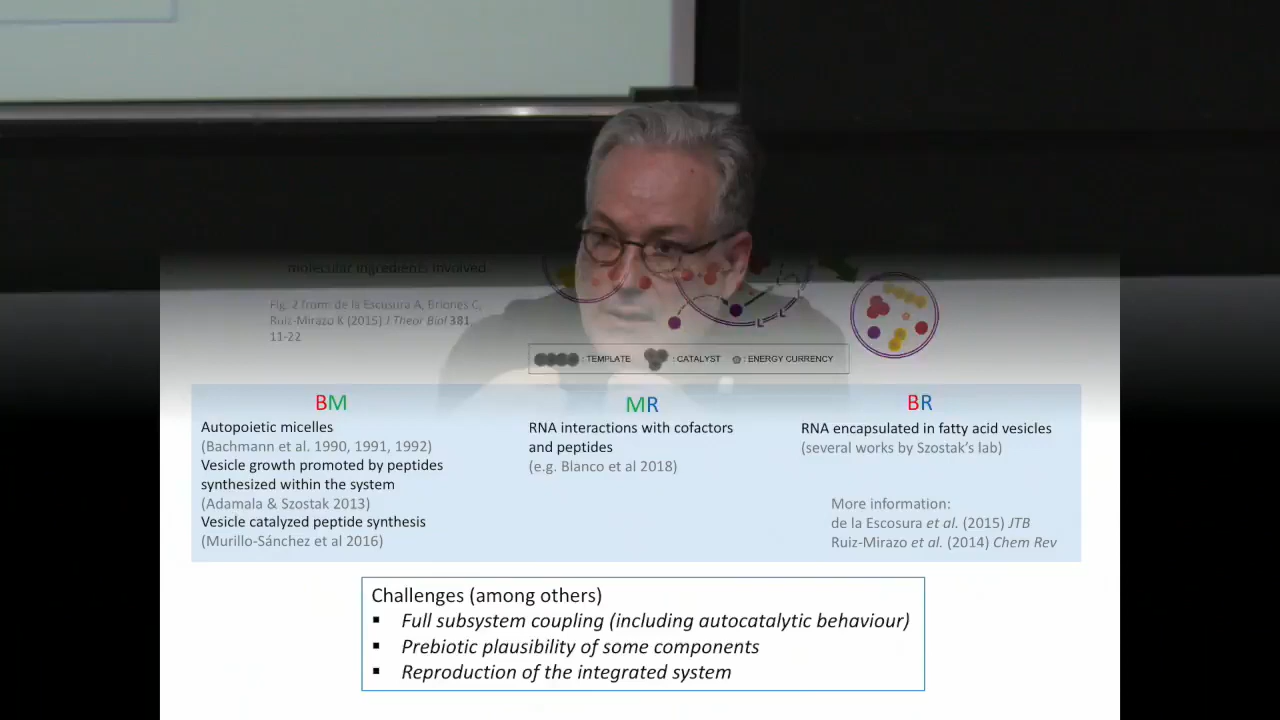 molecular ingredients involved
Fig. 2 from: de la Escusura A, Briones C,
Ruiz-Mirazo K (2015) J Theor Biol 381,
11-22
: TEMPLATE : CATALYST : ENERGY CURRENCY
BM
Autopoietic micelles
(Bachmann et al. 1990, 1991, 1992)
Vesicle growth promoted by peptides
synthesized within the system
(Adamala & Szostak 2013)
Vesicle catalyzed peptide synthesis
(Murillo-Sánchez et al 2016)
MR
RNA interactions with cofactors
and peptides
(e.g. Blanco et al 2018)
BR
RNA encapsulated in fatty acid vesicles
(several works by Szostak’s lab)
More information:
de la Escosura et al. (2015) JTB
Ruiz-Mirazo et al. (2014) Chem Rev
Challenges (among others)
▪ Full subsystem coupling (including autocatalytic behaviour)
▪ Prebiotic plausibility of some components
▪ Reproduction of the integrated system